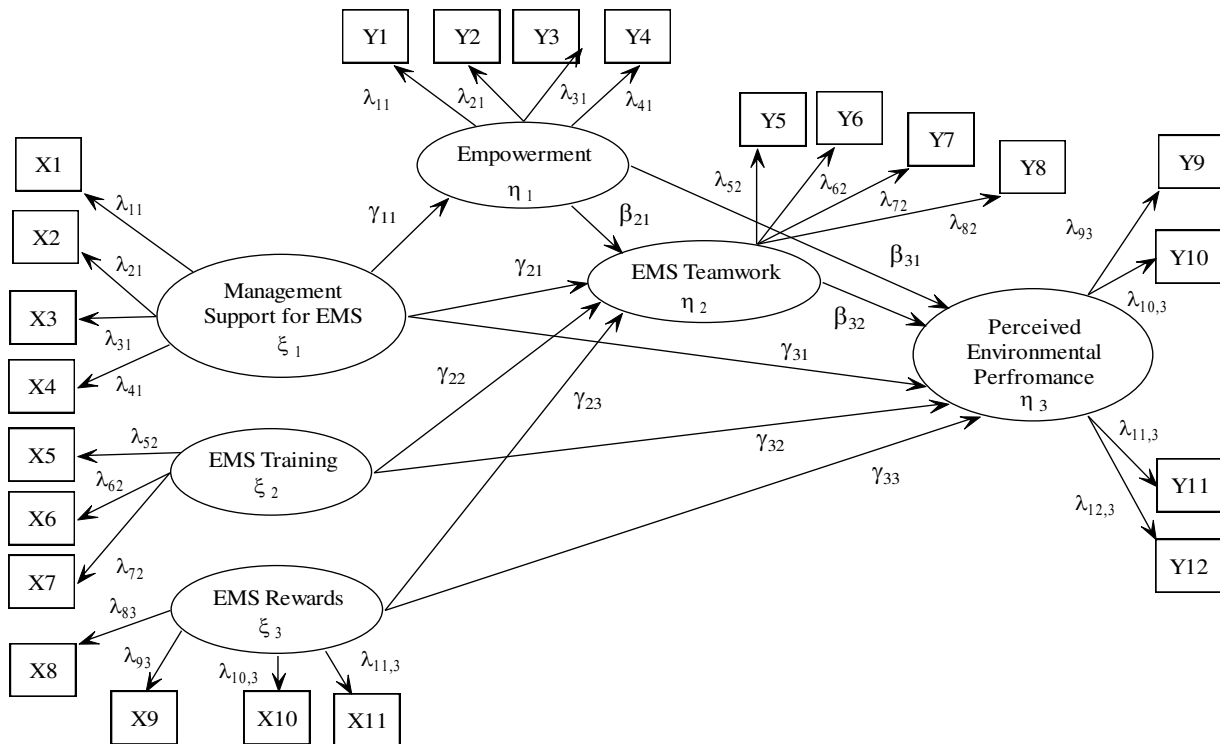 Y1
Y2
Y3
Y4
λ11
λ21
λ31
λ41
Empowerment
η 1
Y5
Y6
Y7
Y8
λ52
λ62
λ72
λ82
X1
X2
X3
X4
λ11
λ21
λ31
λ41
Management
Support for EMS
ξ 1
γ11
β21
γ21
EMS Teamwork
η 2
β31
β32
Y9
Y10
λ93
λ10,3
Perceived
Environmental
Perfromance
η 3
γ31
γ22
γ23
γ32
γ33
λ11,3
λ12,3
Y11
Y12
X5
X6
X7
λ52
λ62
λ72
EMS Training
ξ 2
EMS Rewards
ξ 3
λ83
λ93
λ10,3
λ11,3
X8
X9
X10
X11